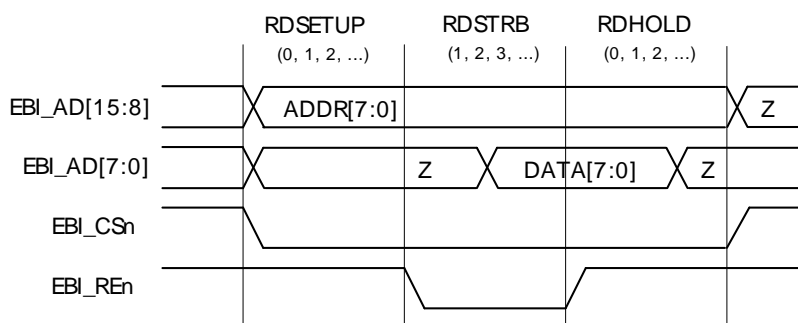 RDSETUP RDSTRB RDHOLD
(0, 1, 2, ...) (1, 2, 3, ...) (0, 1, 2, ...)
EBI_AD[15:8] ADDR[7:0] Z
EBI_AD[7:0] Z DATA[7:0] Z
EBI_CSn
EBI_REn